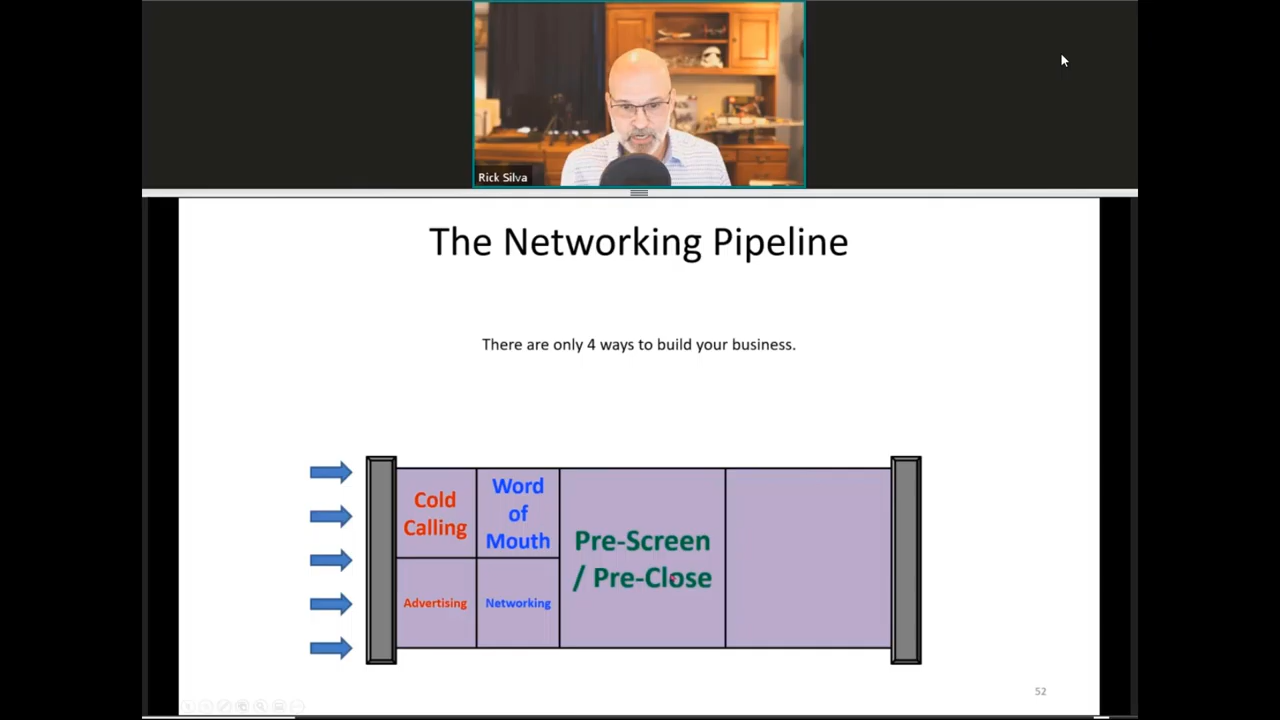 Rick Silva
The Networking Pipeline
There are only 4 ways to build your business.
Cold
Calling
Word
of
Mouth
Advertising
Networking
Pre-Screen
/ Pre-Close
52